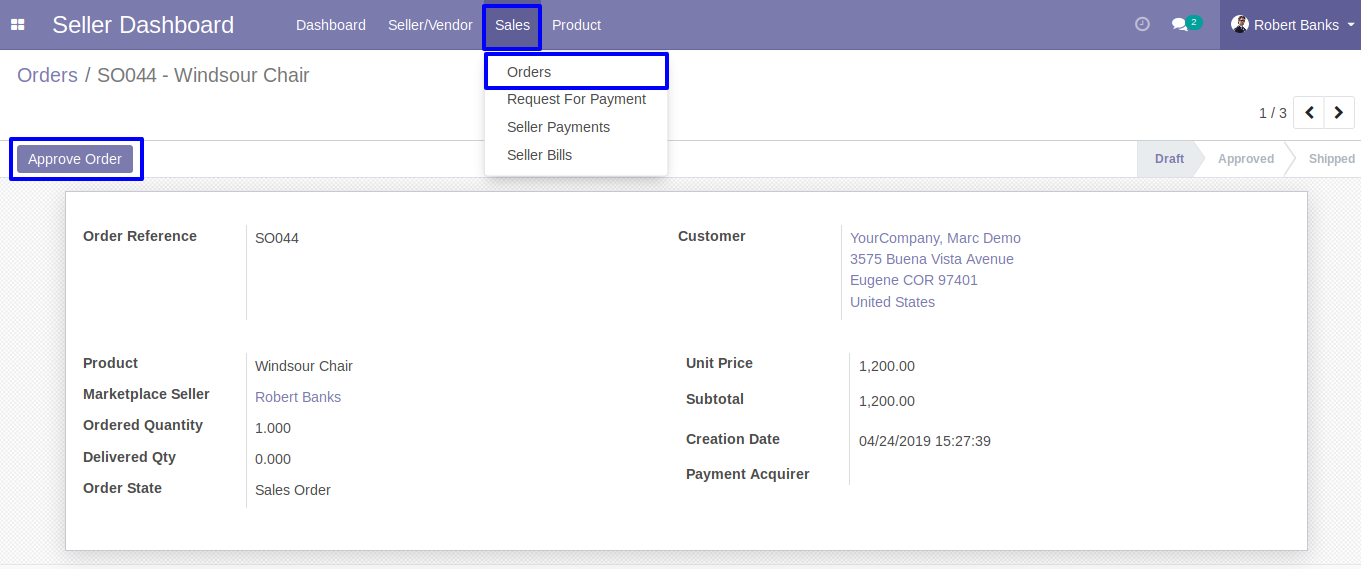 Seller Dashboard Dashboard Seller/Vendor Sales Product 2 Robert Banks
Orders / SO044 - Windsour Chair
Orders
Request For Payment
Seller Payments
Seller Bills
1 / 3
Approve Order
Draft Approved Shipped
Order Reference SO044
Customer YourCompany, Marc Demo
3575 Buena Vista Avenue
Eugene COR 97401
United States
Product Windsour Chair
Marketplace Seller Robert Banks
Ordered Quantity 1.000
Delivered Qty 0.000
Order State Sales Order
Unit Price 1,200.00
Subtotal 1,200.00
Creation Date 04/24/2019 15:27:39
Payment Acquirer